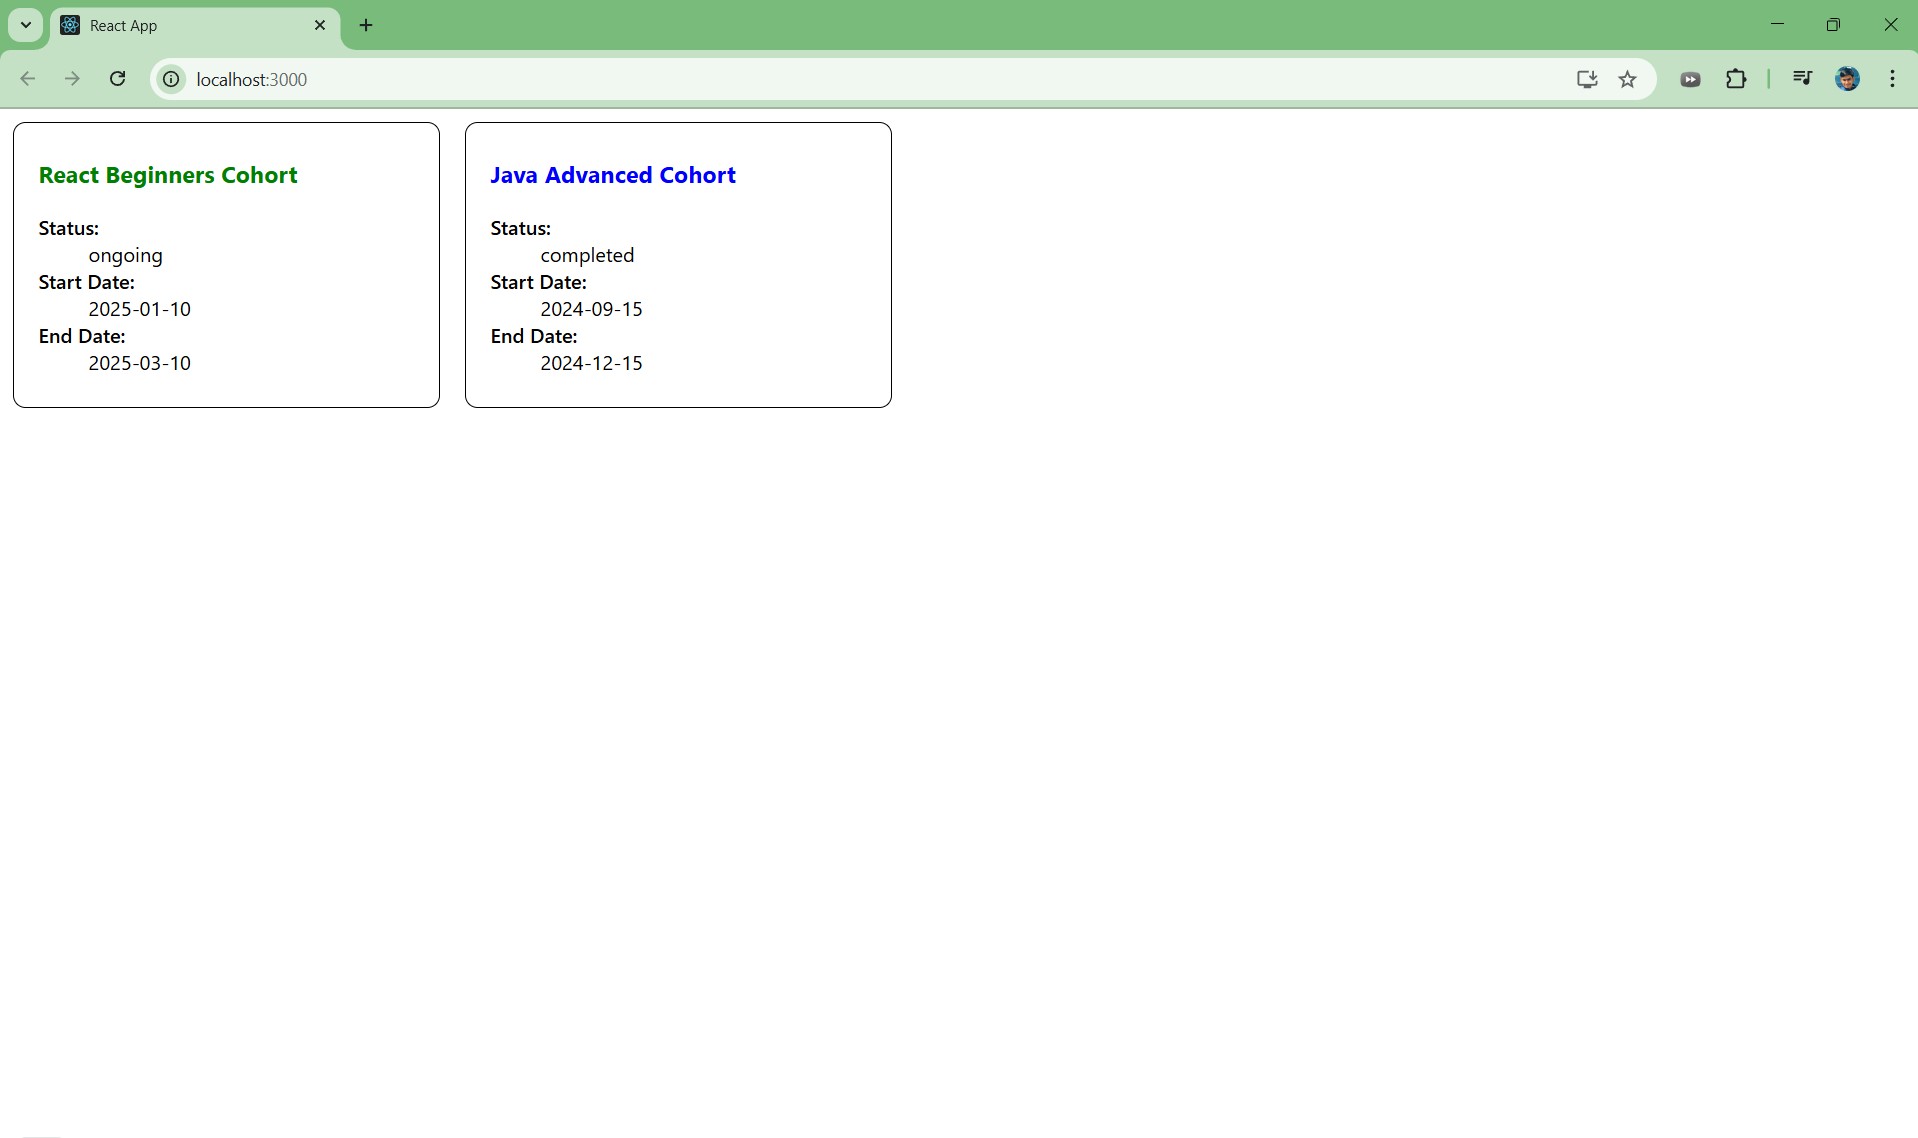 React App
localhost:3000
React Beginners Cohort
Status:
ongoing
Start Date:
2025-01-10
End Date:
2025-03-10
Java Advanced Cohort
Status:
completed
Start Date:
2024-09-15
End Date:
2024-12-15